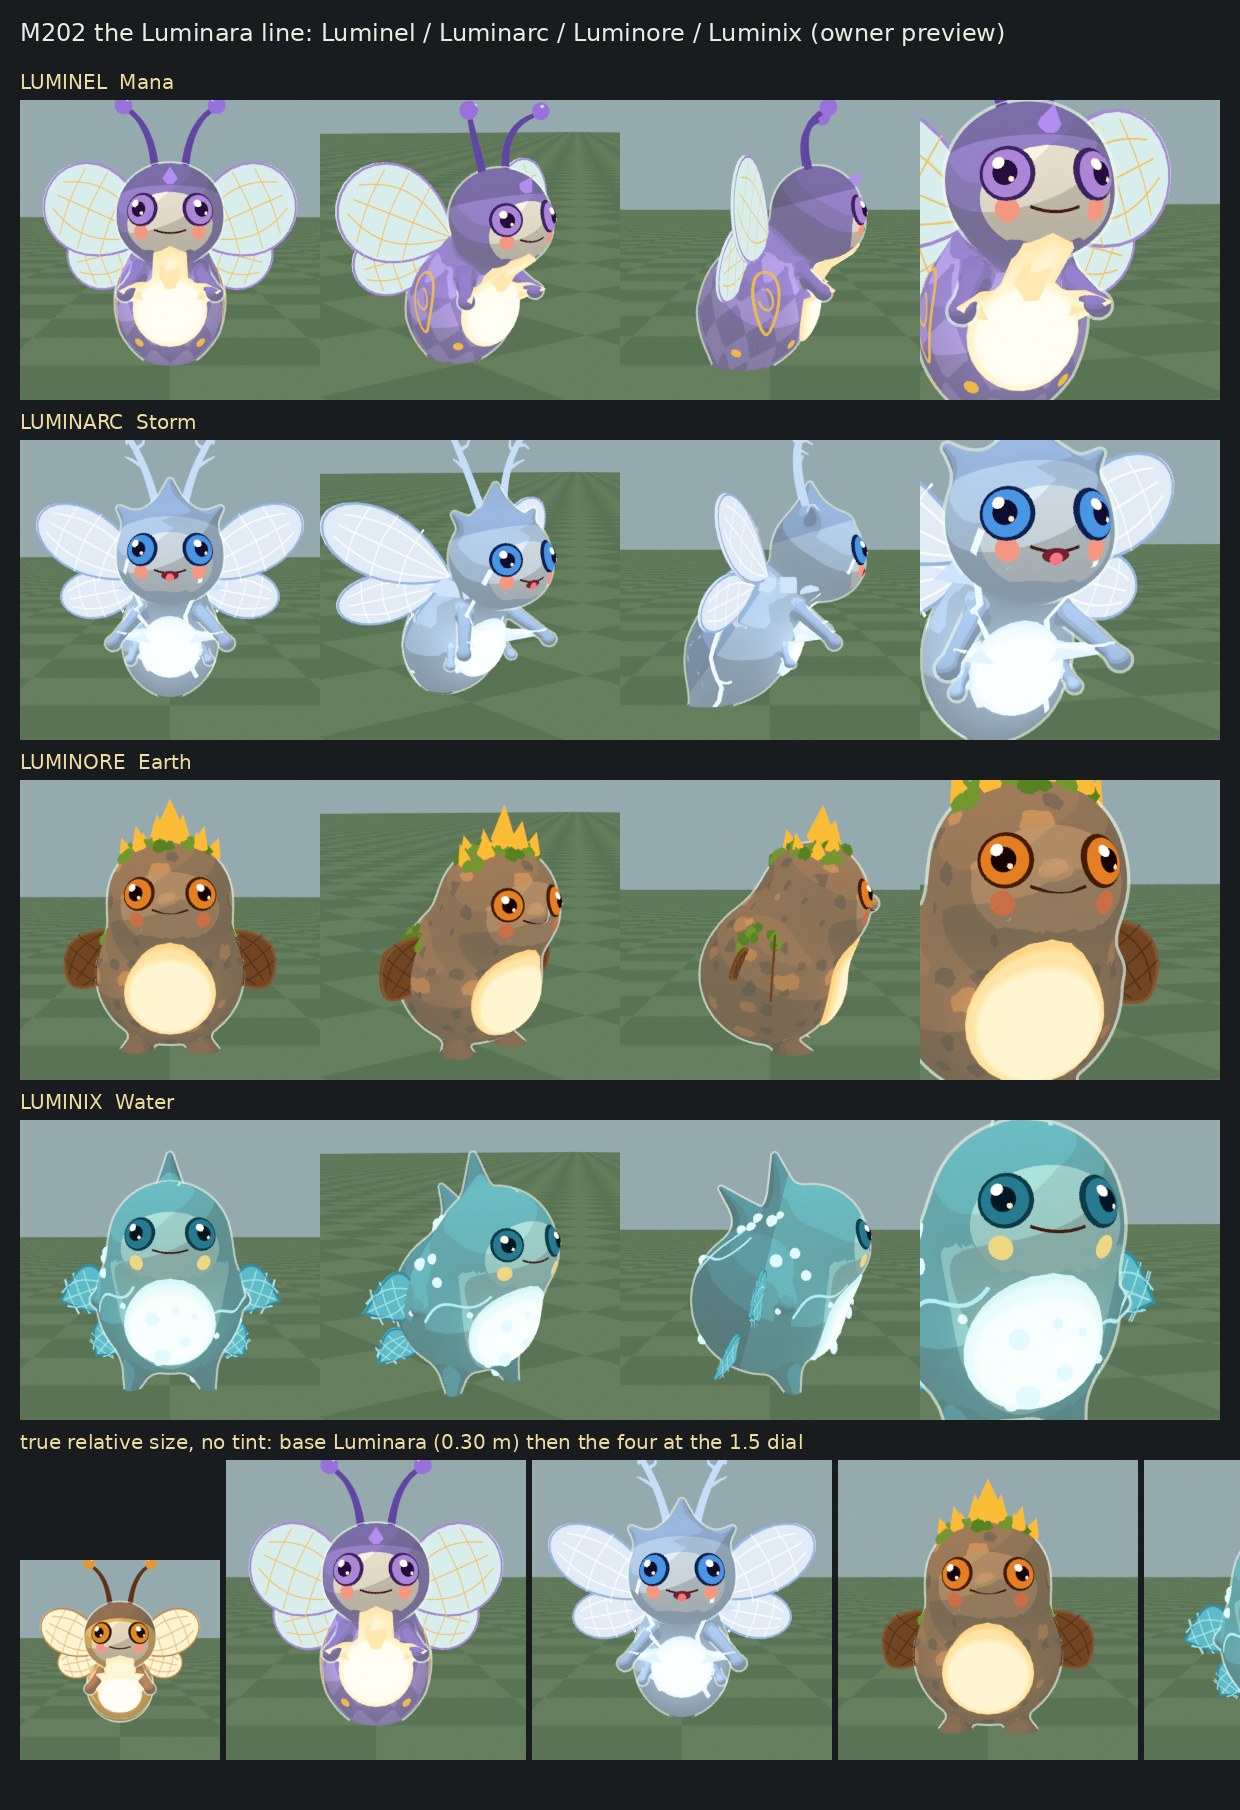 M202 the Luminara line: Luminel / Luminarc / Luminore / Luminix (owner preview)
LUMINEL Mana
LUMINARC Storm
LUMINORE Earth
LUMINIX Water
true relative size, no tint: base Luminara (0.30 m) then the four at the 1.5 dial